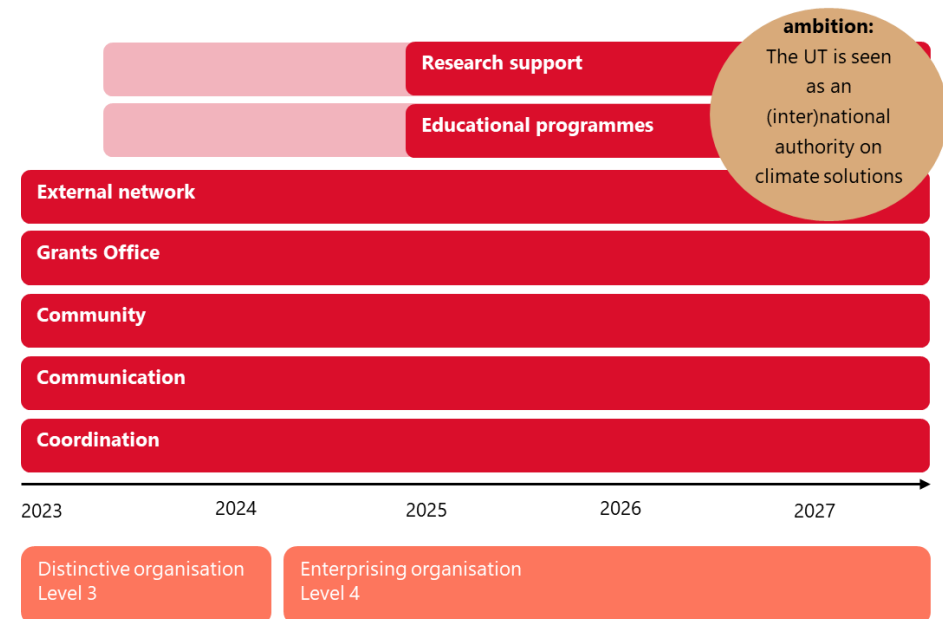 ambition:
The UT is seen
as an
(inter)national
authority on
climate solutions
Research support
Educational programmes
External network
Grants Office
Community
Communication
Coordination
2023
2024
2025
2026
2027
Distinctive organisation
Level 3
Enterprising organisation
Level 4